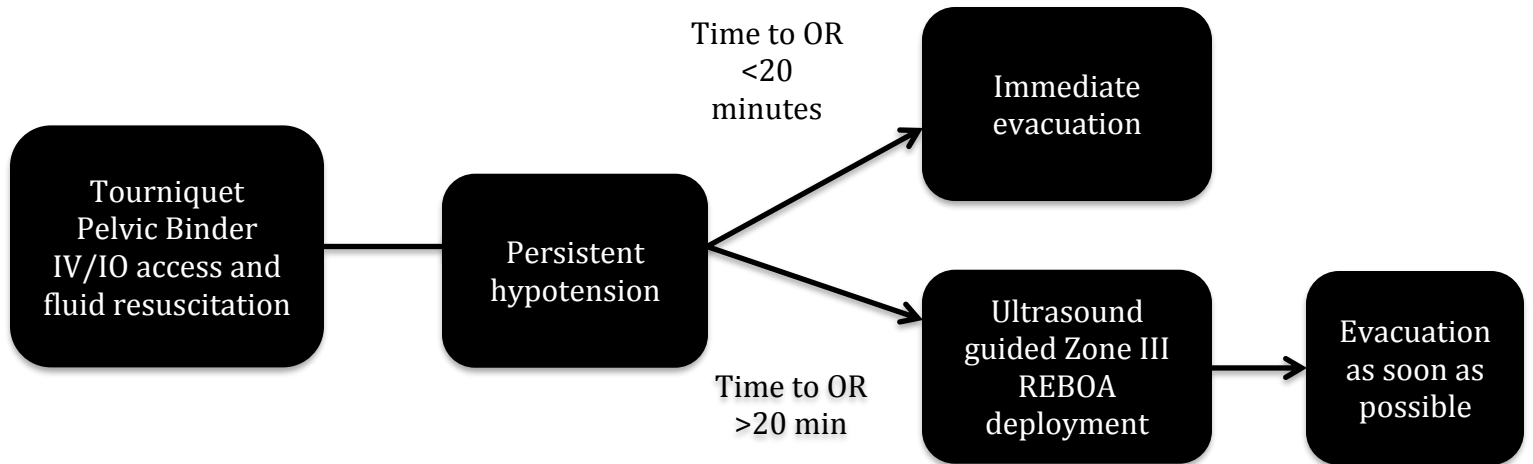 Tourniquet
Pelvic Binder
IV/IO access and
fluid resuscitation
Persistent
hypotension
Time to OR
<20
minutes
Immediate
evacuation
Time to OR
>20 min
Ultrasound
guided Zone III
REBOA
deployment
Evacuation
as soon as
possible